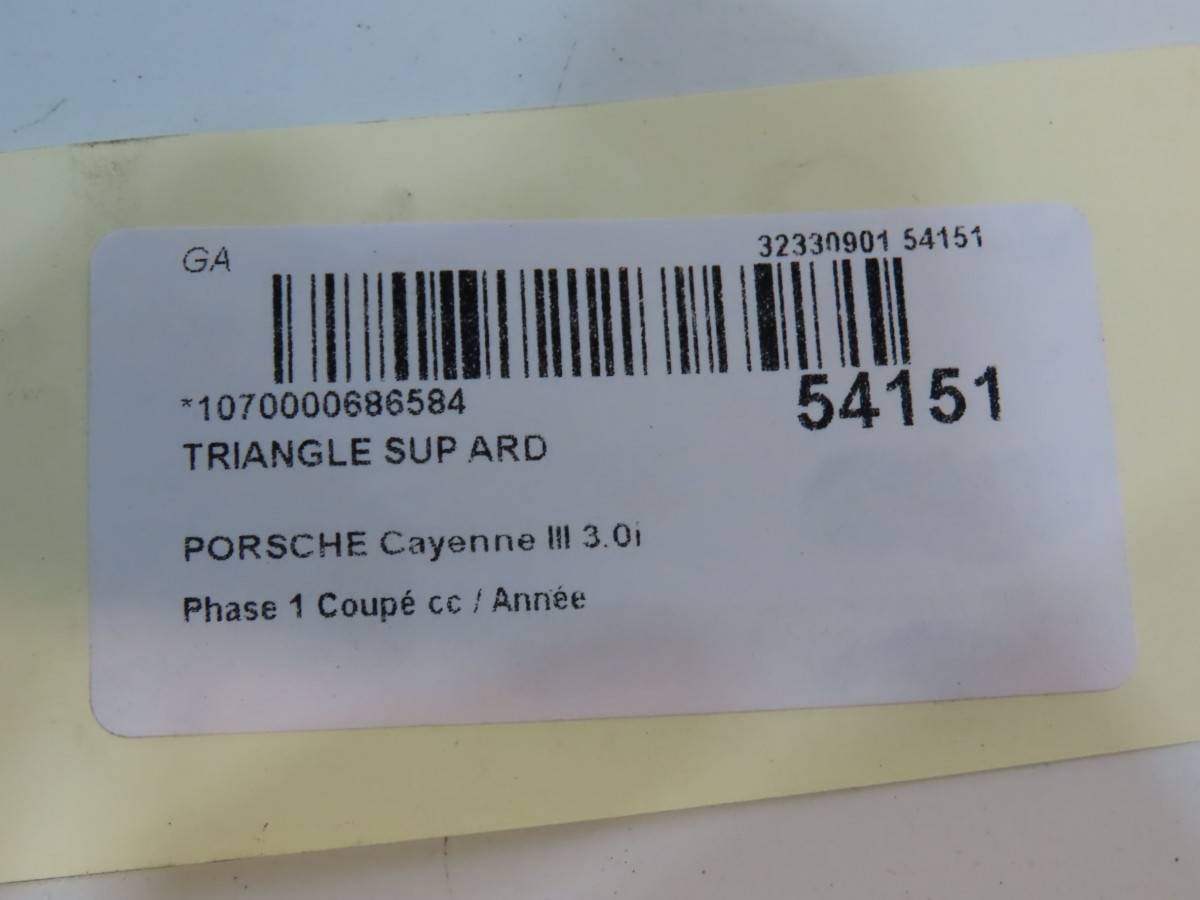 GA
32330901 54151
*1070000686584
54151
TRIANGLE SUP ARD
PORSCHE Cayenne III 3.0i
Phase 1 Coupé cc / Année